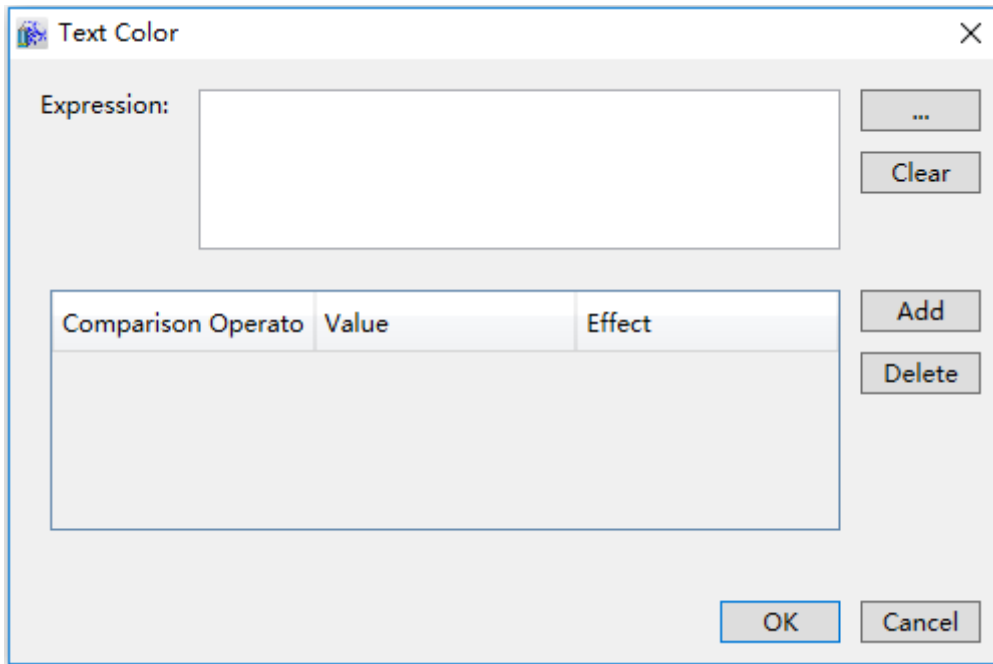 Text Color
Expression:
...
Clear
Comparison Operato Value Effect
Add
Delete
OK Cancel